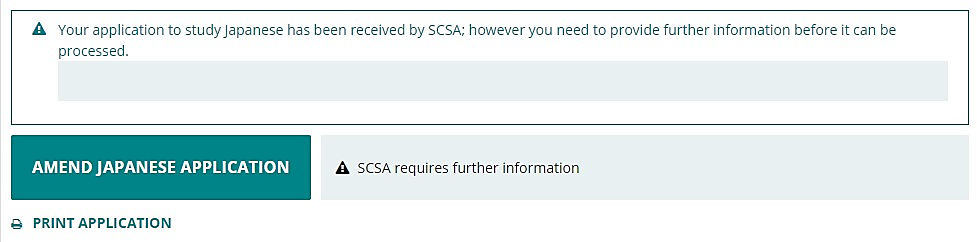 Your application to study Japanese has been received by SCSA; however you need to provide further information before it can be
processed.
AMEND JAPANESE APPLICATION
SCSA requires further information
PRINT APPLICATION